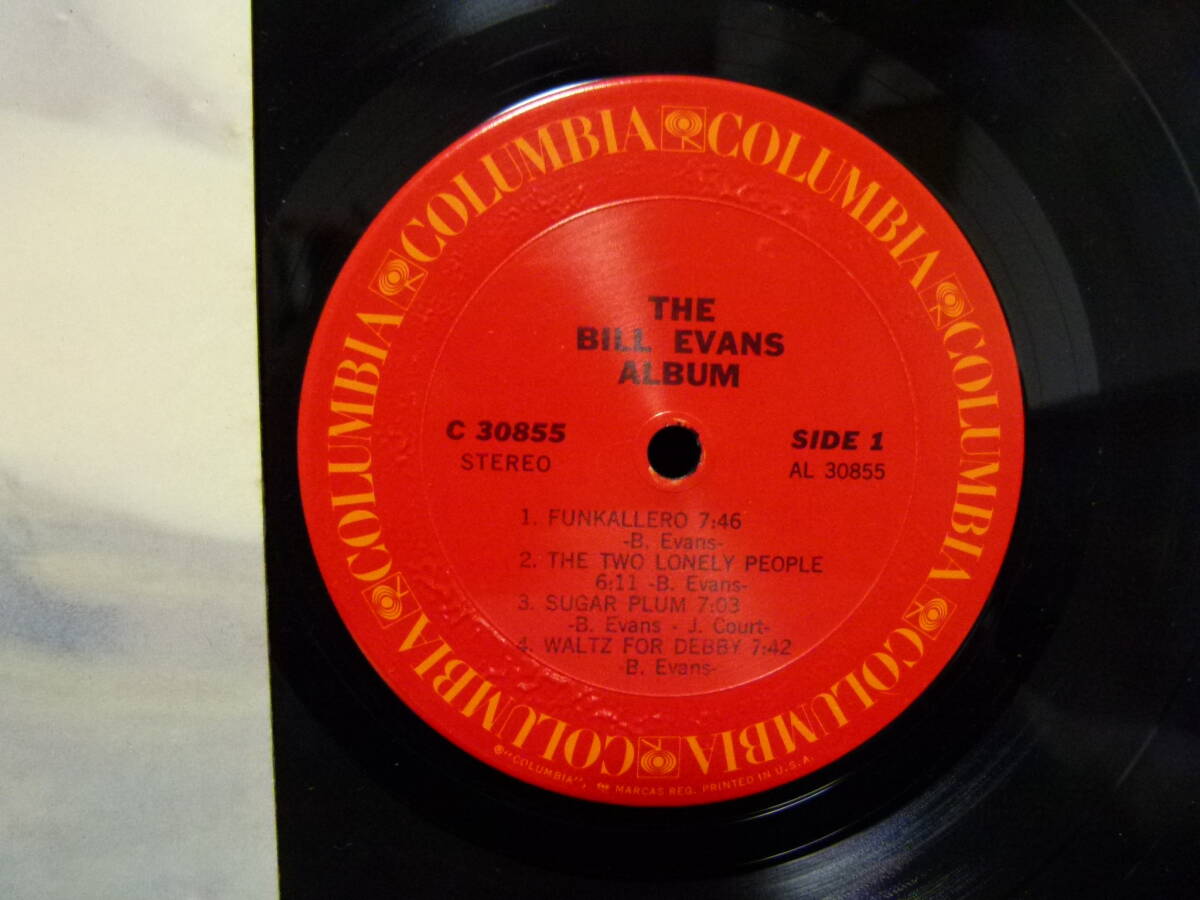 COLUMBIA COLUMBIA COLUMBIA COLUMBIA COLUMBIA COLUMBIA
THE
BILL EVANS
ALBUM
C 30855
STEREO
SIDE 1
AL 30855
1. FUNKALLERO 7:46
-B. Evans-
2. THE TWO LONELY PEOPLE
6:11 -B. Evans-
3. SUGAR PLUM 7:03
-B. Evans - J. Court-
4. WALTZ FOR DEBBY 7:42
-B. Evans-
"COLUMBIA", MARCAS REG. PRINTED IN U.S.A.